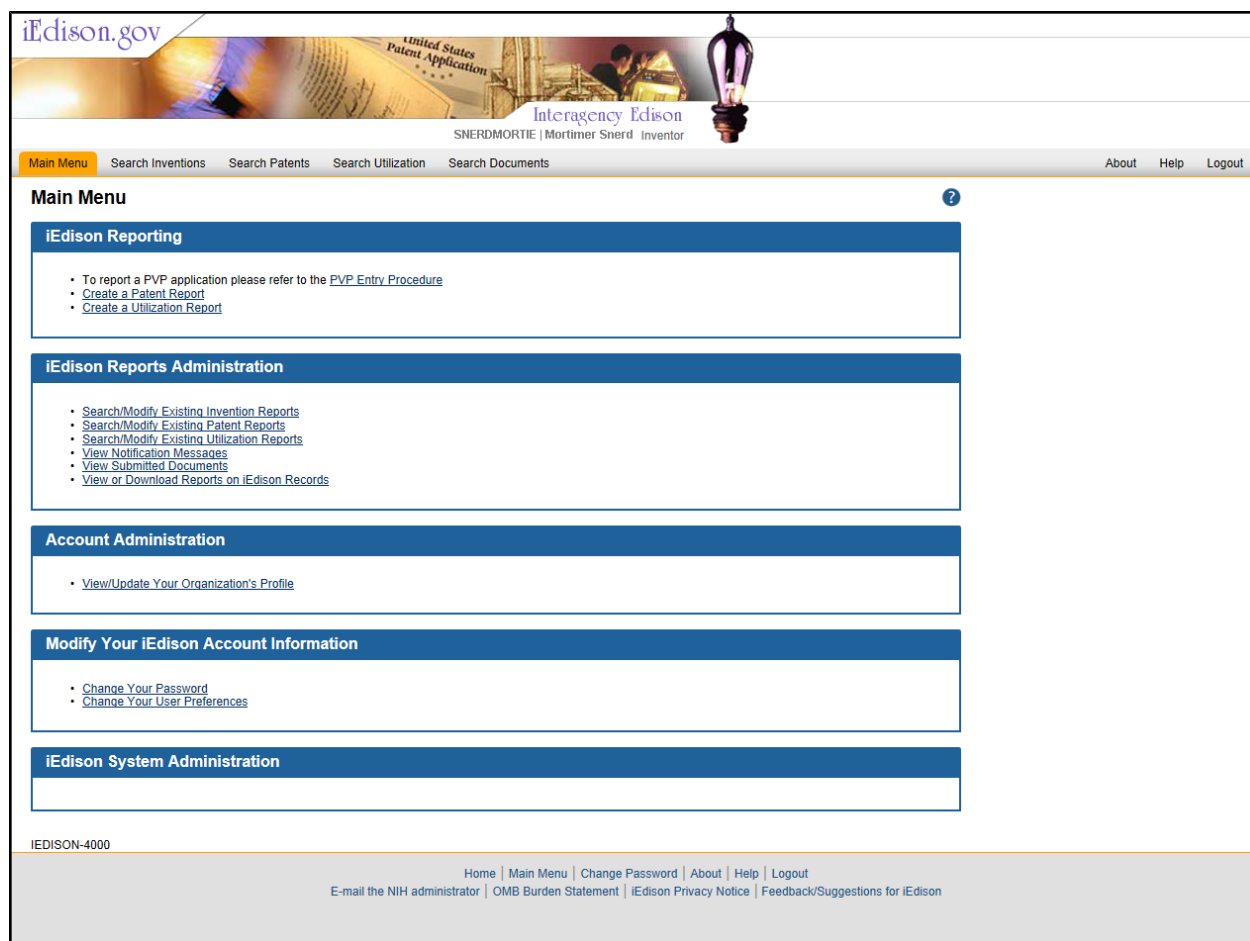 iEdison.gov
United States
Patent Application
Interagency Edison
SNERDMORTIE | Mortimer Snerd Inventor
Main Menu Search Inventions Search Patents Search Utilization Search Documents About Help Logout
Main Menu ?
iEdison Reporting
• To report a PVP application please refer to the PVP Entry Procedure
• Create a Patent Report
• Create a Utilization Report
iEdison Reports Administration
• Search/Modify Existing Invention Reports
• Search/Modify Existing Patent Reports
• Search/Modify Existing Utilization Reports
• View Notification Messages
• View Submitted Documents
• View or Download Reports on iEdison Records
Account Administration
• View/Update Your Organization's Profile
Modify Your iEdison Account Information
• Change Your Password
• Change Your User Preferences
iEdison System Administration
IEDISON-4000
Home | Main Menu | Change Password | About | Help | Logout
E-mail the NIH administrator | OMB Burden Statement | iEdison Privacy Notice | Feedback/Suggestions for iEdison